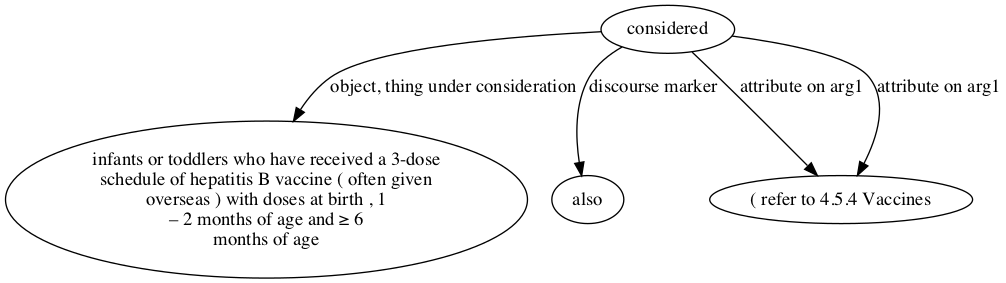 considered
object, thing under consideration
discourse marker
attribute on arg1
attribute on arg1
infants or toddlers who have received a 3-dose
schedule of hepatitis B vaccine ( often given
overseas ) with doses at birth , 1
– 2 months of age and ≥ 6
months of age
also
( refer to 4.5.4 Vaccines